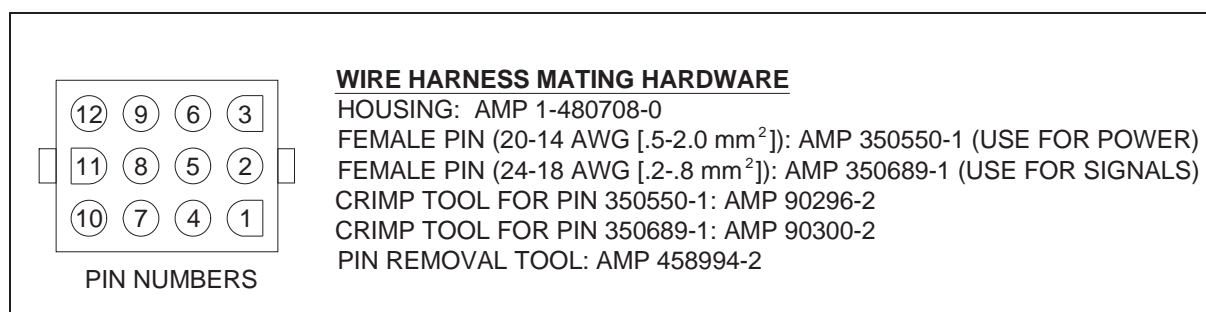 12 9 6 3
11 8 5 2
10 7 4 1
PIN NUMBERS
WIRE HARNESS MATING HARDWARE
HOUSING: AMP 1-480708-0
FEMALE PIN (20-14 AWG [.5-2.0 mm²]): AMP 350550-1 (USE FOR POWER)
FEMALE PIN (24-18 AWG [.2-.8 mm²]): AMP 350689-1 (USE FOR SIGNALS)
CRIMP TOOL FOR PIN 350550-1: AMP 90296-2
CRIMP TOOL FOR PIN 350689-1: AMP 90300-2
PIN REMOVAL TOOL: AMP 458994-2